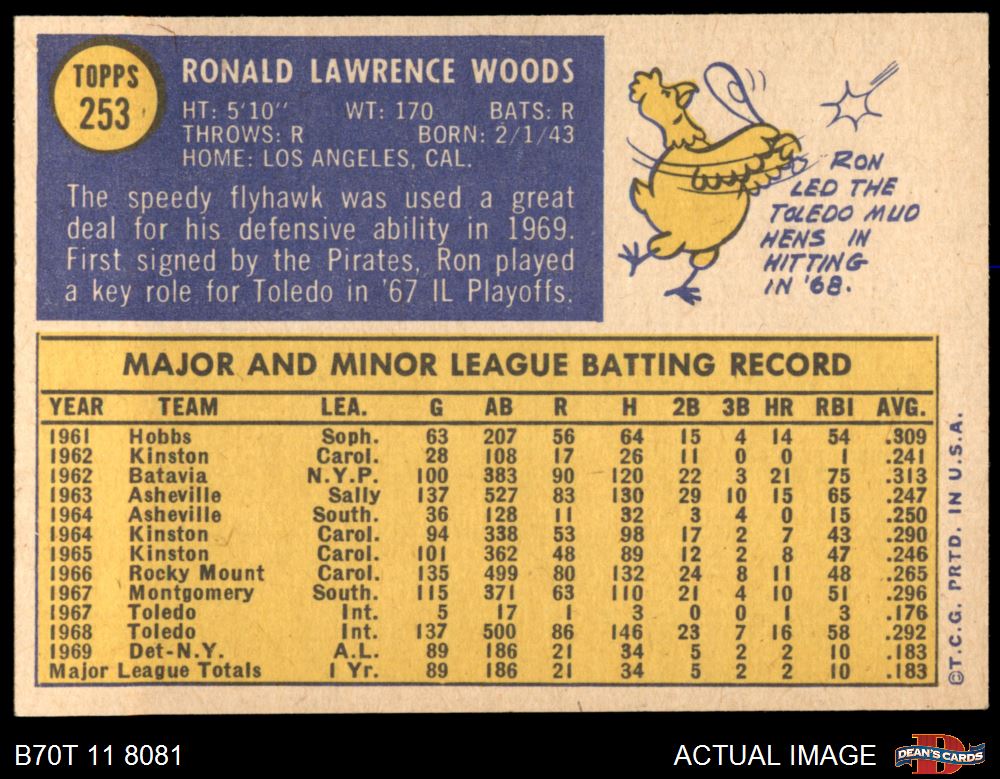 TOPPS
253
RONALD LAWRENCE WOODS
HT: 5'10" WT: 170 BATS: R
THROWS: R BORN: 2/1/43
HOME: LOS ANGELES, CAL.
The speedy flyhawk was used a great
deal for his defensive ability in 1969.
First signed by the Pirates, Ron played
a key role for Toledo in '67 IL Playoffs.
RON
LED THE
TOLEDO MUD
HENS IN
HITTING
IN '68.
MAJOR AND MINOR LEAGUE BATTING RECORD
YEAR TEAM LEA. G AB R H 2B 3B HR RBI AVG.
1961 Hobbs Soph. 63 207 56 64 15 4 14 54 .309
1962 Kinston Carol. 28 108 17 26 11 0 0 1 .241
1962 Batavia N.Y.P. 100 383 90 120 22 3 21 75 .313
1963 Asheville Sally 137 527 83 130 29 10 15 65 .247
1964 Asheville South. 36 128 11 32 3 4 0 15 .250
1964 Kinston Carol. 94 338 53 98 17 2 7 43 .290
1965 Kinston Carol. 101 362 48 89 12 2 8 47 .246
1966 Rocky Mount Carol. 135 499 80 132 24 8 11 48 .265
1967 Montgomery South. 115 371 63 110 21 4 10 51 .296
1967 Toledo Int. 5 17 1 3 0 0 1 3 .176
1968 Toledo Int. 137 500 86 146 23 7 16 58 .292
1969 Det-N.Y. A.L. 89 186 21 34 5 2 2 10 .183
Major League Totals 1 Yr. 89 186 21 34 5 2 2 10 .183
©T.C.G. PRTD. IN U.S.A.
B70T 11 8081
ACTUAL IMAGE
DEAN'S CARDS